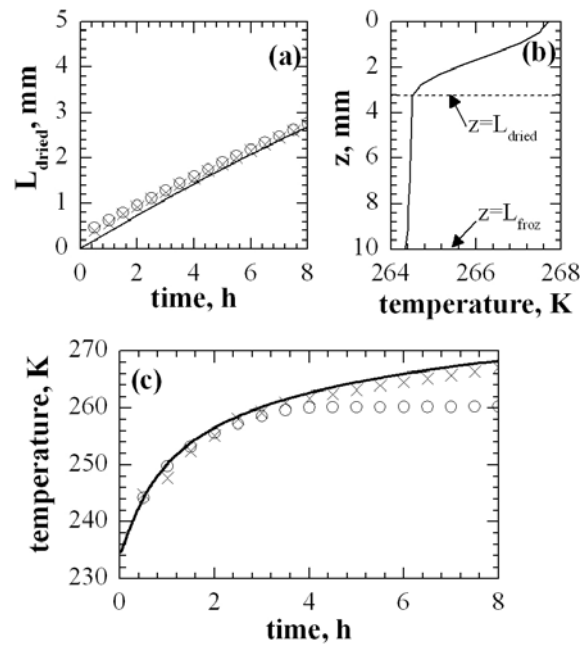 (a)
L_dried, mm
5
4
3
2
1
0
0 2 4 6 8
time, h
(b)
z, mm
0
2
4
6
8
10
z=L_dried
z=L_froz
264 266 268
temperature, K
(c)
temperature, K
270
260
250
240
230
0 2 4 6 8
time, h